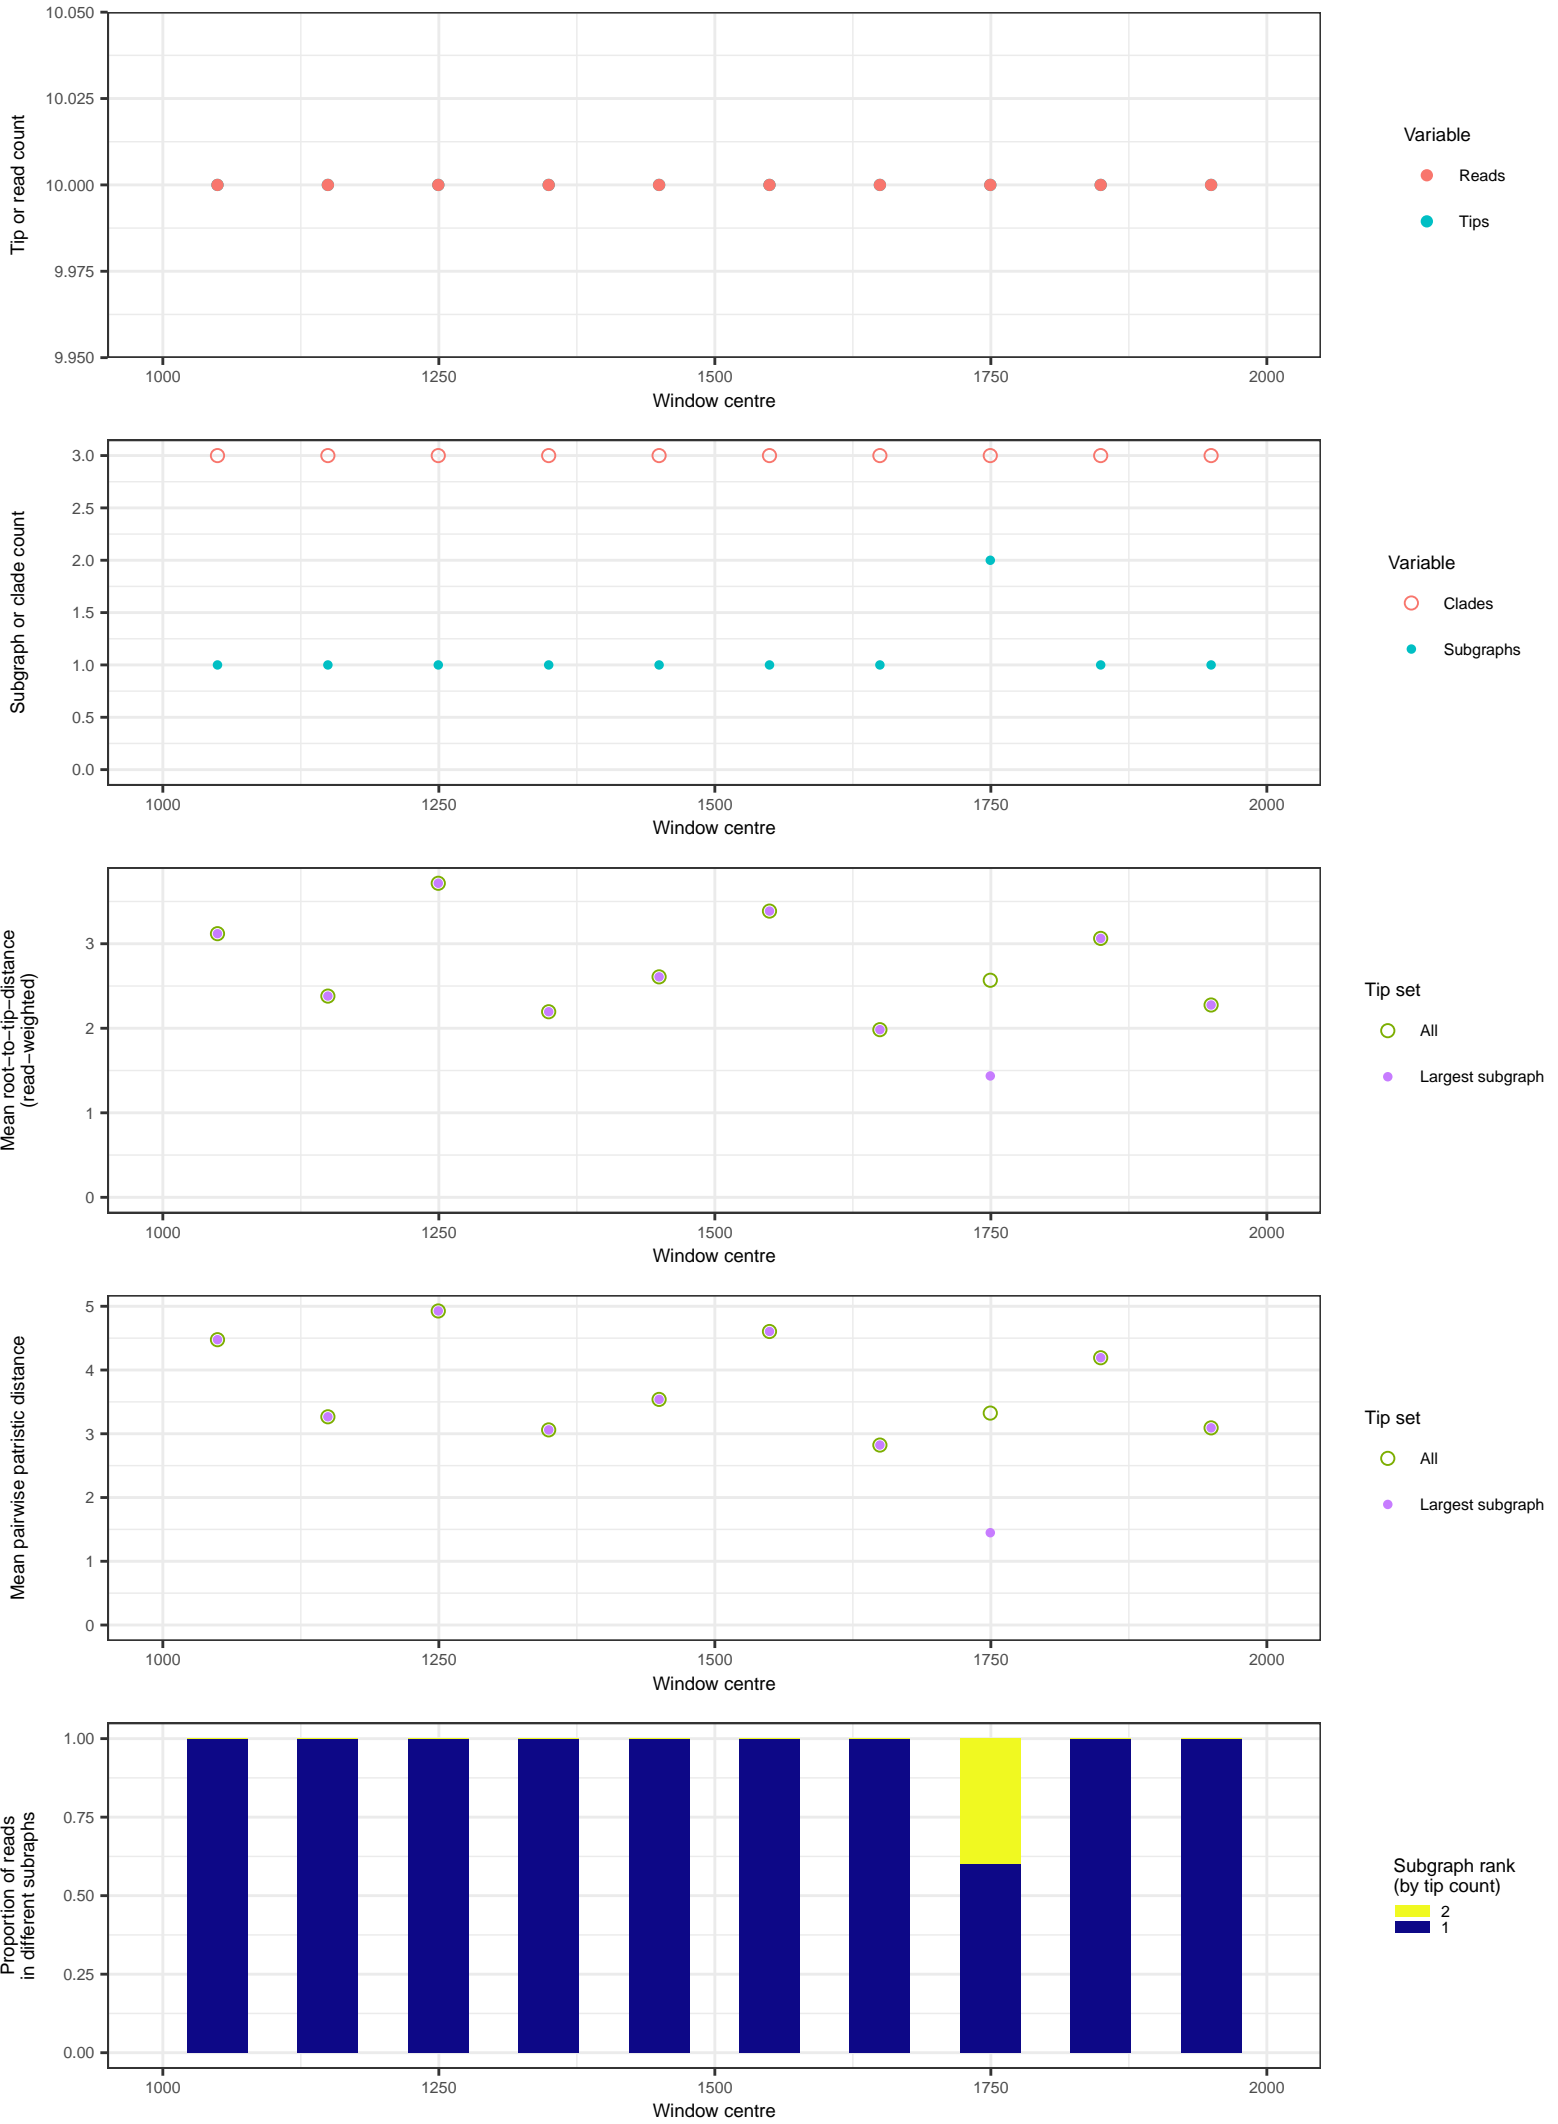 10.050
10.025
10.000
9.975
9.950
Tip or read count
1000 1250 1500 1750 2000
Window centre
Variable
Reads
Tips
3.0
2.5
2.0
1.5
1.0
0.5
0.0
Subgraph or clade count
1000 1250 1500 1750 2000
Window centre
Variable
Clades
Subgraphs
3
2
1
0
Mean root−to−tip−distance
(read−weighted)
1000 1250 1500 1750 2000
Window centre
Tip set
All
Largest subgraph
5
4
3
2
1
0
Mean pairwise patristic distance
1000 1250 1500 1750 2000
Window centre
Tip set
All
Largest subgraph
1.00
0.75
0.50
0.25
0.00
Proportion of reads
in different subraphs
1000 1250 1500 1750 2000
Window centre
Subgraph rank
(by tip count)
2
1